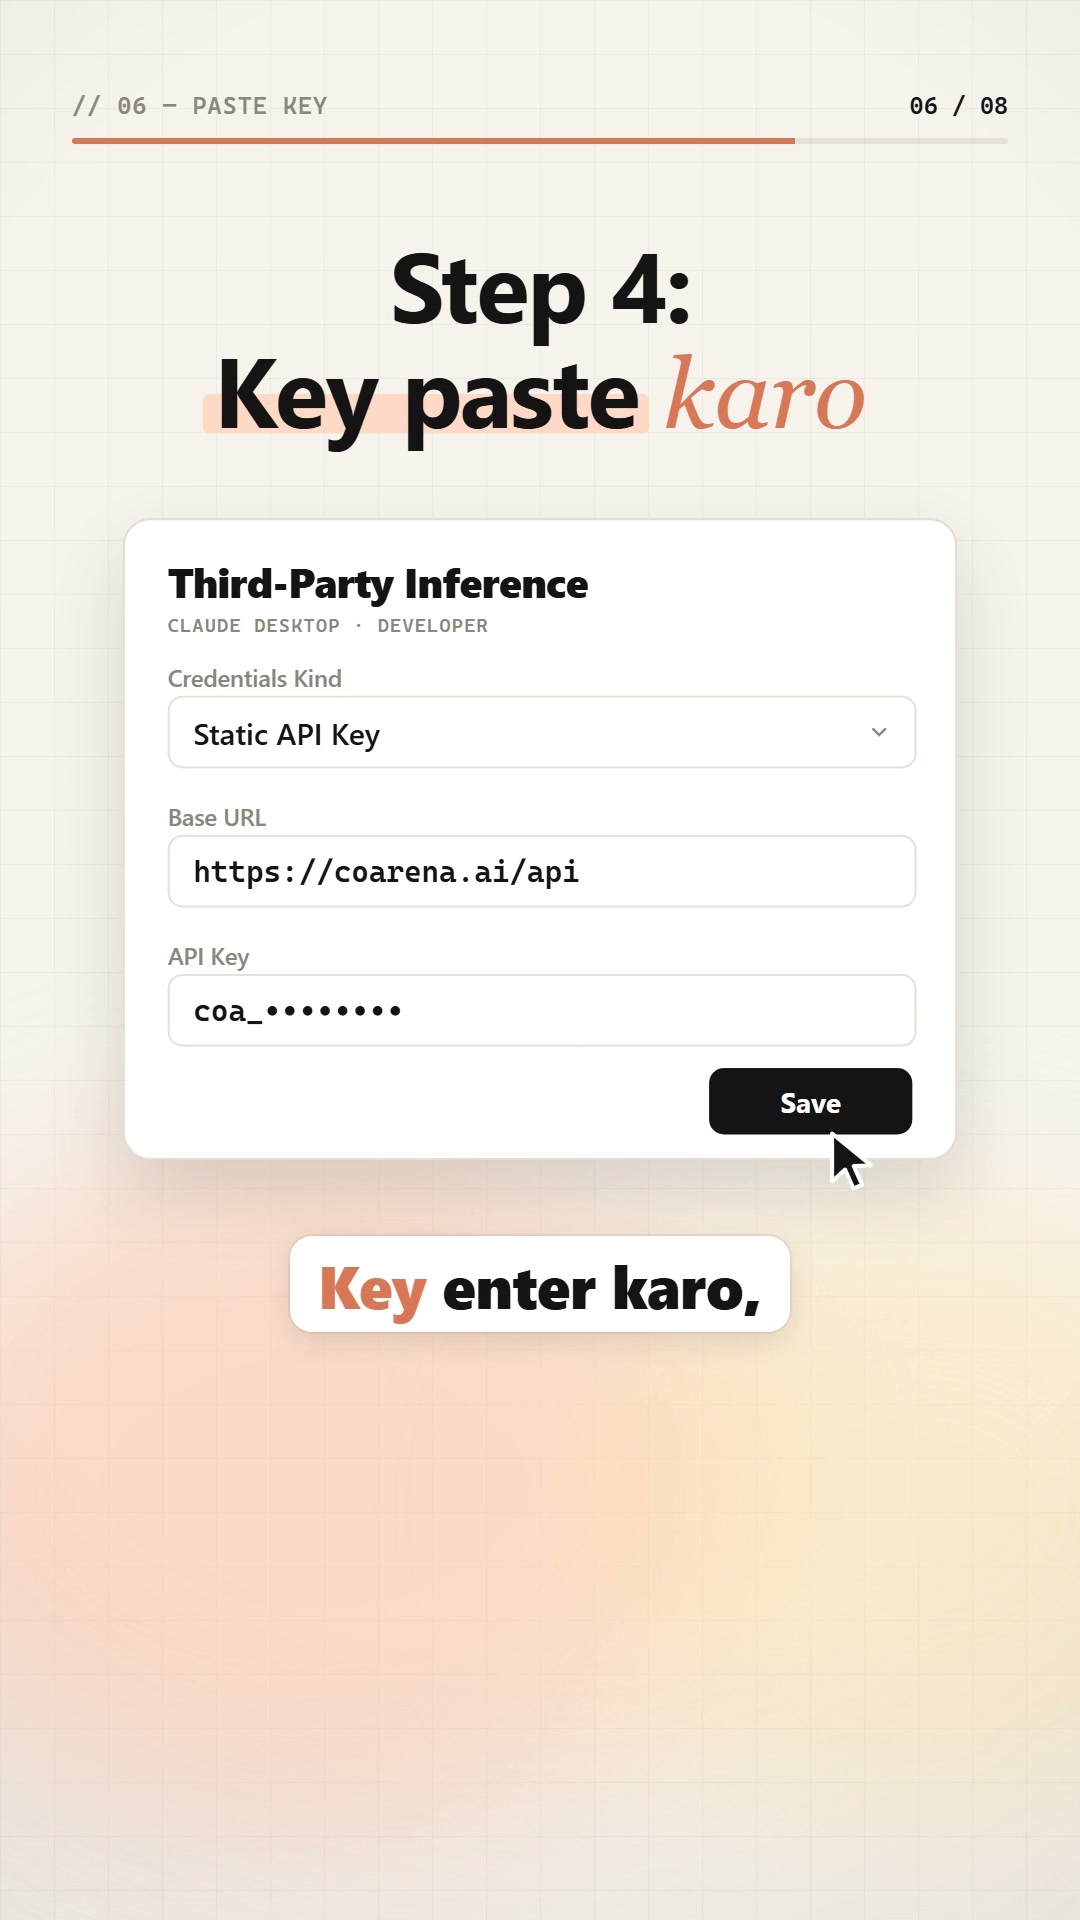 // 06 — PASTE KEY
06 / 08
Step 4:
Key paste karo
Third-Party Inference
CLAUDE DESKTOP · DEVELOPER
Credentials Kind
Static API Key
Base URL
https://coarena.ai/api
API Key
coa_••••••••
Save
Key enter karo,